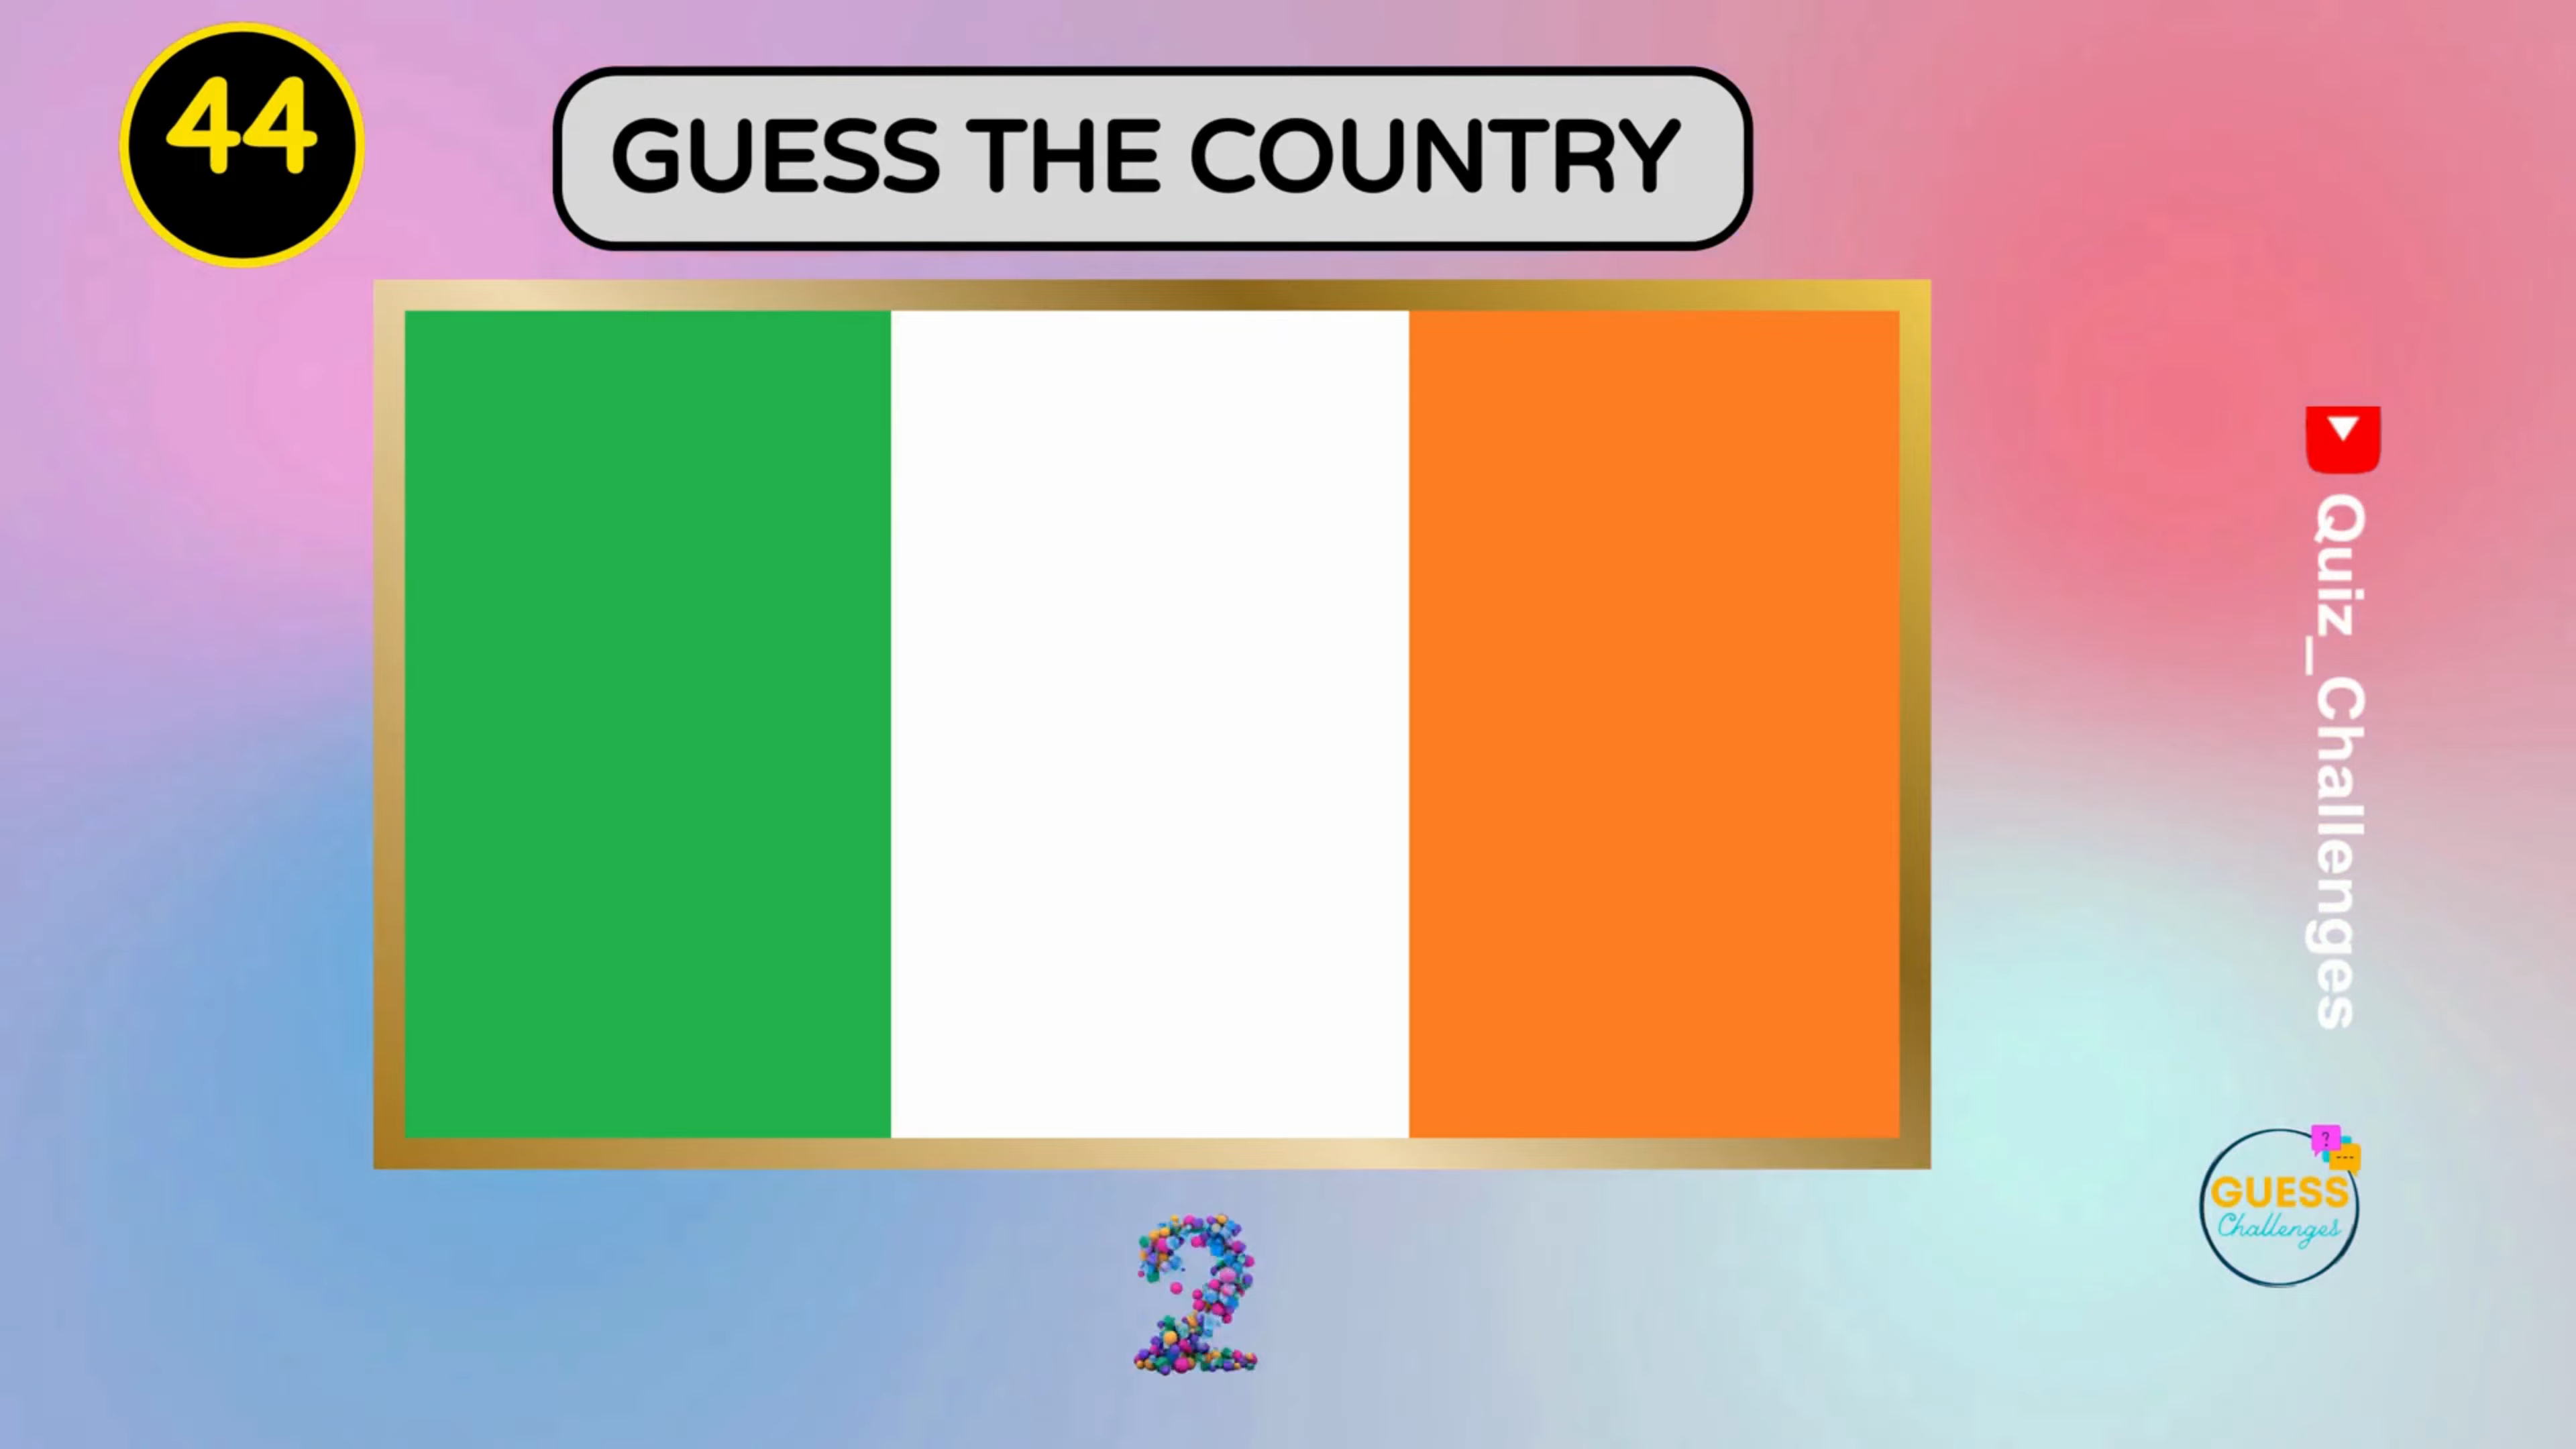 44
GUESS THE COUNTRY
Quiz_Challenges
?
GUESS
Challenges
2